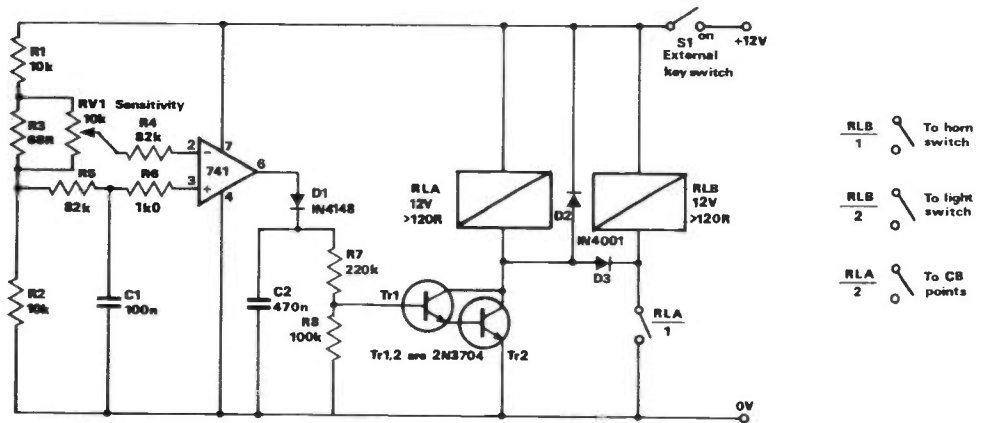 S1
on
+12V
External
key switch
R1
10k
RV1
10k
Sensitivity
R3
68R
R4
82k
2
-
7
741
6
3
+
4
R5
82k
R6
1k0
D1
IN4148
RLA
12V
>120R
D2
IN4001
RLB
12V
>120R
D3
R7
220k
R2
10k
C1
100n
C2
470n
R8
100k
Tr1
Tr1,2 are 2N3704
Tr2
RLA
1
0V
RLB
1
To horn
switch
RLB
2
To light
switch
RLA
2
To CB
points